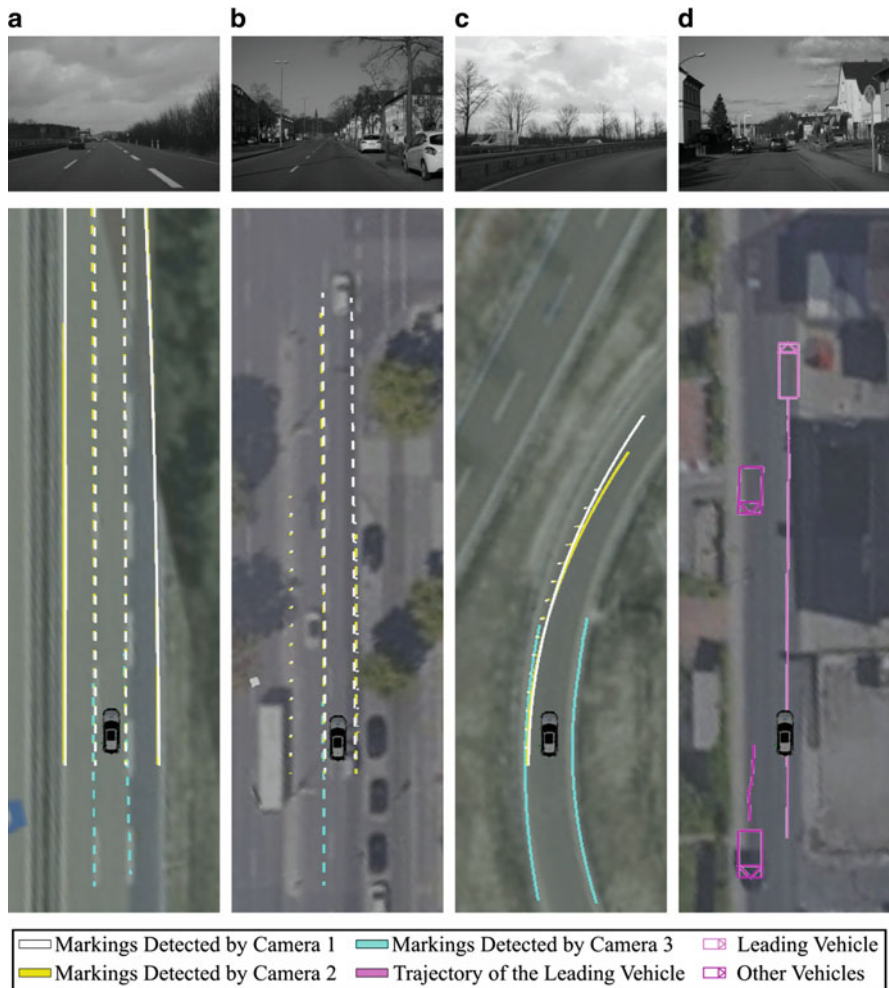 a b c d
Markings Detected by Camera 1 Markings Detected by Camera 3 Leading Vehicle
Markings Detected by Camera 2 Trajectory of the Leading Vehicle Other Vehicles